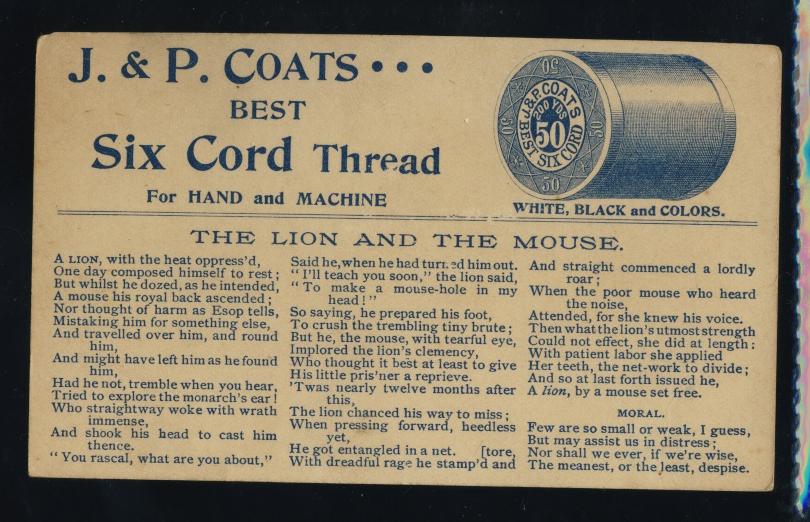 J. & P. COATS •••
BEST
Six Cord Thread
For HAND and MACHINE
50
J.&P. COATS
200 YDS
50
BEST SIX CORD
50
50
50
WHITE, BLACK and COLORS.
THE LION AND THE MOUSE.
A LION, with the heat oppress'd,
One day composed himself to rest;
But whilst he dozed, as he intended,
A mouse his royal back ascended;
Nor thought of harm as Esop tells,
Mistaking him for something else,
And travelled over him, and round
him,
And might have left him as he found
him,
Had he not, tremble when you hear,
Tried to explore the monarch's ear!
Who straightway woke with wrath
immense,
And shook his head to cast him
thence.
"You rascal, what are you about,"
Said he, when he had turned him out.
"I'll teach you soon," the lion said,
"To make a mouse-hole in my
head!"
So saying, he prepared his foot,
To crush the trembling tiny brute;
But he, the mouse, with tearful eye,
Implored the lion's clemency,
Who thought it best at least to give
His little pris'ner a reprieve.
'Twas nearly twelve months after
this,
The lion chanced his way to miss;
When pressing forward, heedless
yet,
He got entangled in a net. [tore,
With dreadful rage he stamp'd and
And straight commenced a lordly
roar;
When the poor mouse who heard
the noise,
Attended, for she knew his voice.
Then what the lion's utmost strength
Could not effect, she did at length;
With patient labor she applied
Her teeth, the net-work to divide;
And so at last forth issued he,
A lion, by a mouse set free.
MORAL.
Few are so small or weak, I guess,
But may assist us in distress;
Nor shall we ever, if we're wise,
The meanest, or the least, despise.